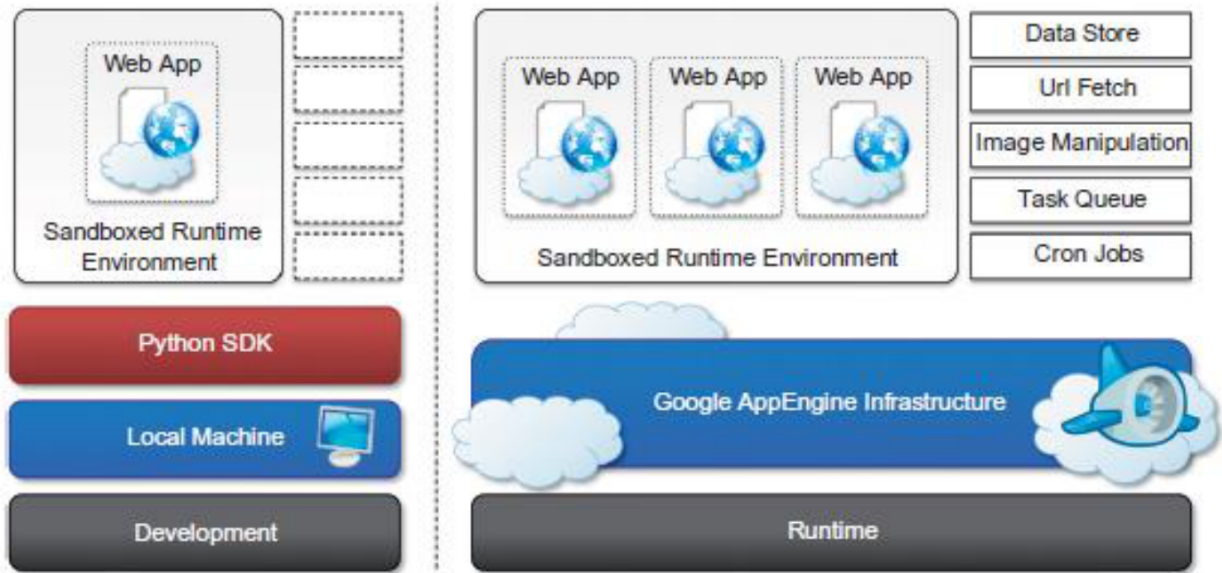 Web App
Sandboxed Runtime
Environment
Python SDK
Local Machine
Development
Web App
Web App
Web App
Sandboxed Runtime Environment
Data Store
Url Fetch
Image Manipulation
Task Queue
Cron Jobs
Google AppEngine Infrastructure
Runtime